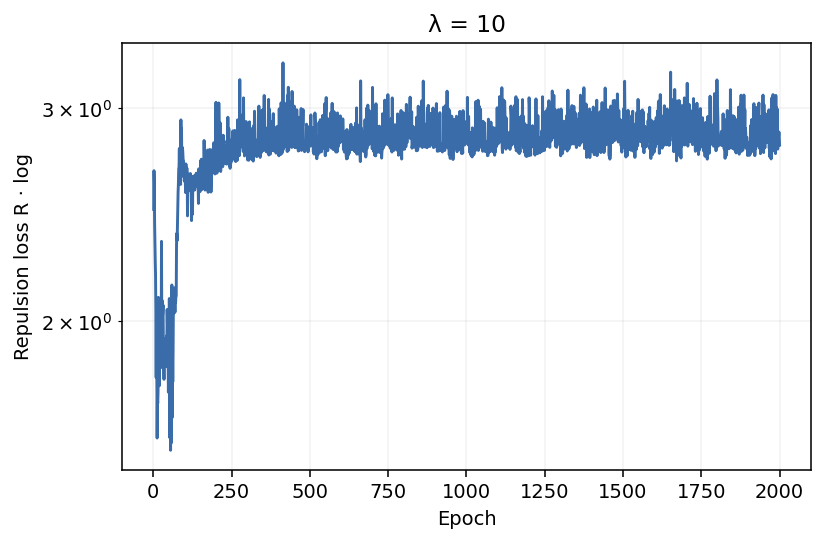 λ = 10
Repulsion loss R · log
3 × 10⁰
2 × 10⁰
0 250 500 750 1000 1250 1500 1750 2000
Epoch